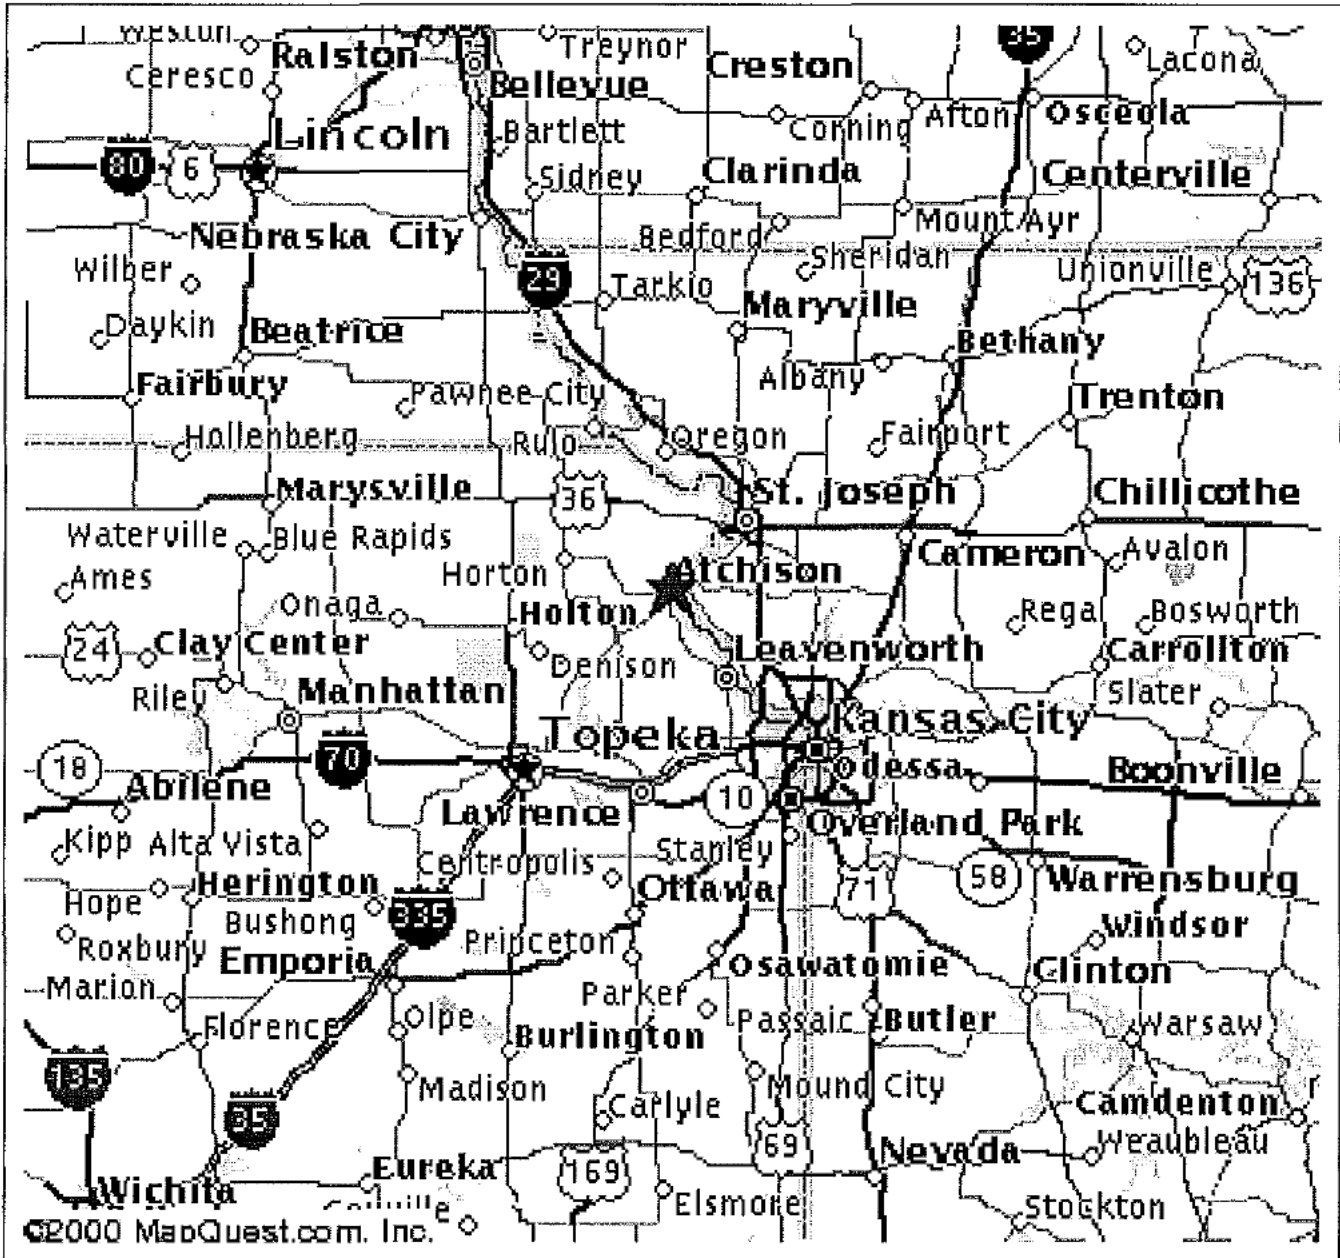 Weston
Ralston
Treynor
Creston
35
Lacona
Ceresco
Bellevue
Corning
Afton
Osceola
Lincoln
Bartlett
80
6
Sidney
Clarinda
Centerville
Nebraska City
Bedford
Mount Ayr
Wilber
29
Tarkio
Sheridan
Unionville
136
Daykin
Beatrice
Maryville
Bethany
Fairbury
Pawnee City
Albany
Trenton
Hollenberg
Rulo
Oregon
Fairport
Marysville
36
St. Joseph
Chillicothe
Waterville
Blue Rapids
Cameron
Avalon
Ames
Horton
Atchison
Onaga
Holton
Rega
Bosworth
24
Clay Center
Denison
Leavenworth
Carrollton
Riley
Manhattan
Slater
Topeka
Kansas City
18
70
Odessa
Boonville
Abilene
Lawrence
10
Overland Park
Kipp
Alta Vista
Centropolis
Stanley
Herington
Ottawa
71
58
Warrensburg
Hope
Bushong
335
Windsor
Roxbury
Emporia
Princeton
Osawatomie
Clinton
Marion
Parker
Florence
Olpe
Burlington
Passaic
Butler
Warsaw
135
Madison
Mound City
Camdenton
35
Carlyle
69
Nevada
Weaubleau
Wichita
Eureka
169
Elsmore
Stockton
©2000 MapQuest.com, Inc.